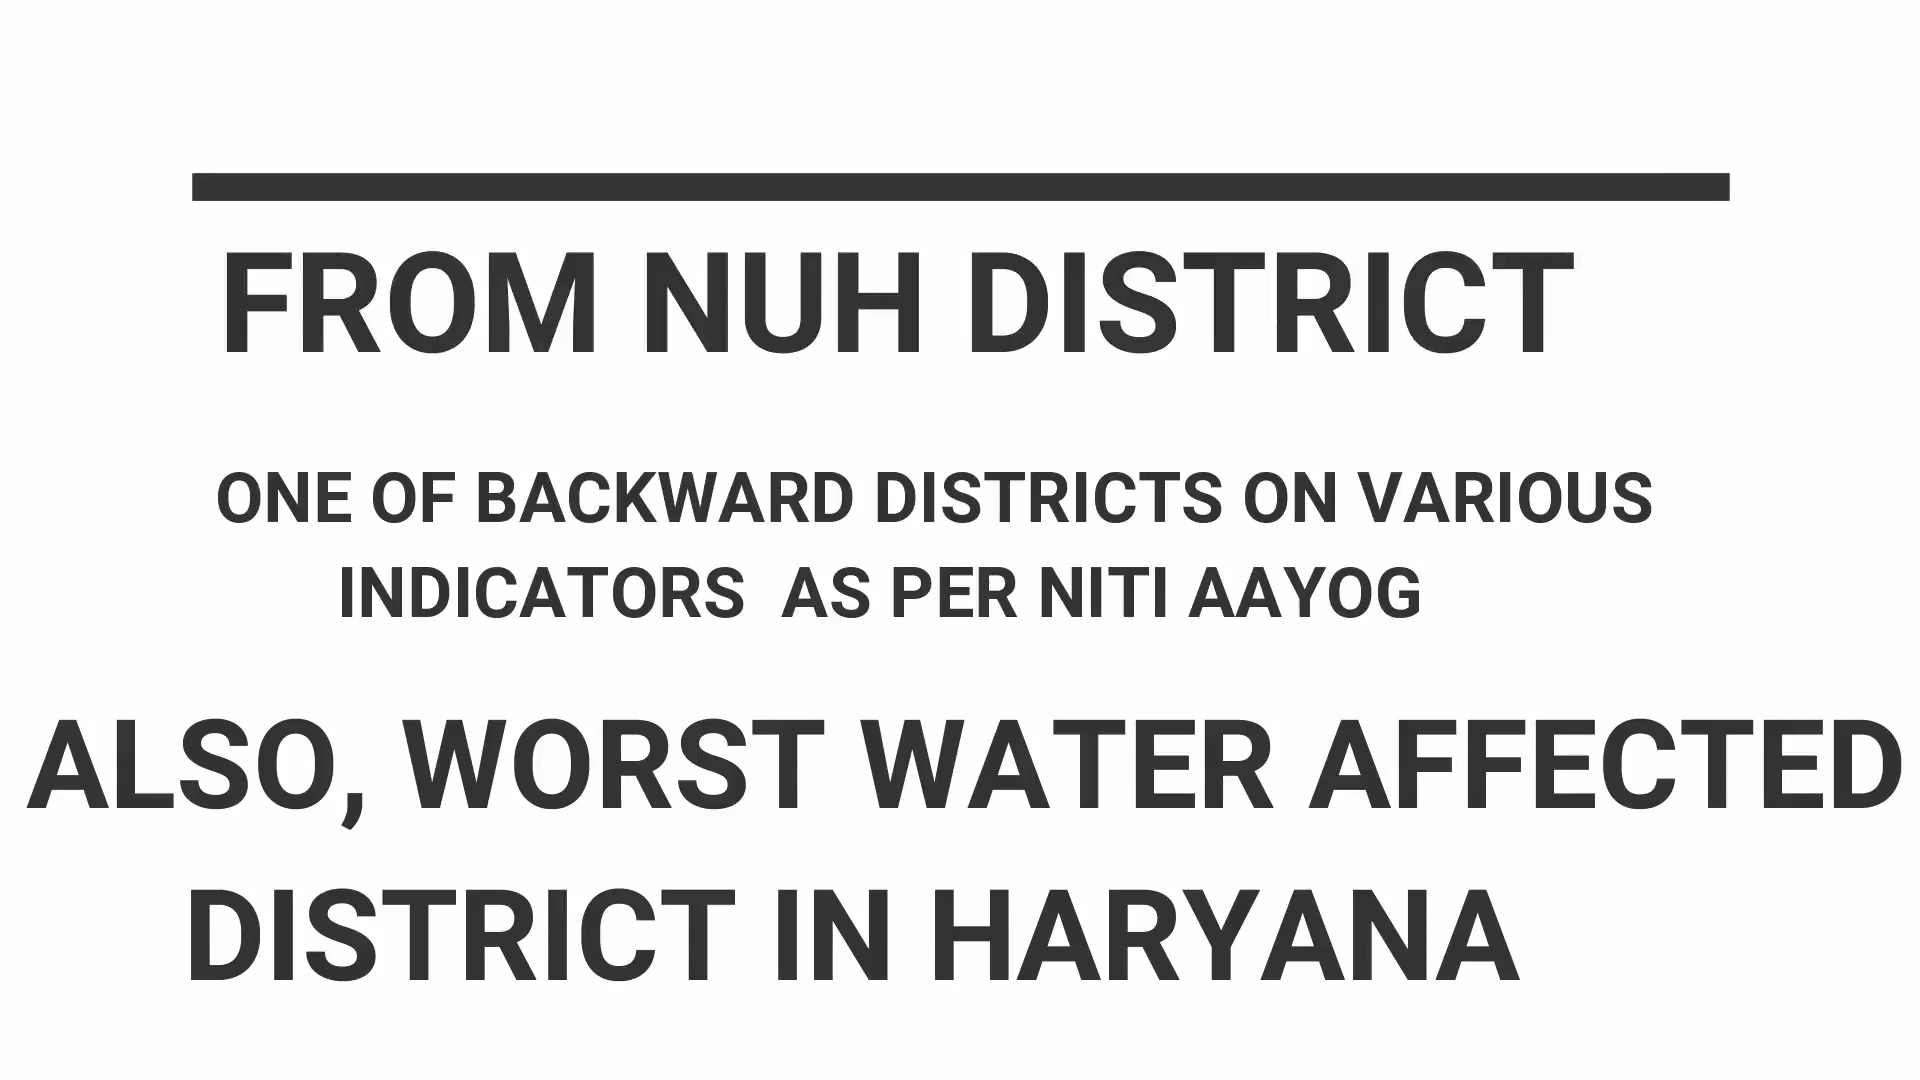 FROM NUH DISTRICT
ONE OF BACKWARD DISTRICTS ON VARIOUS
INDICATORS  AS PER NITI AAYOG
ALSO, WORST WATER AFFECTED
DISTRICT IN HARYANA